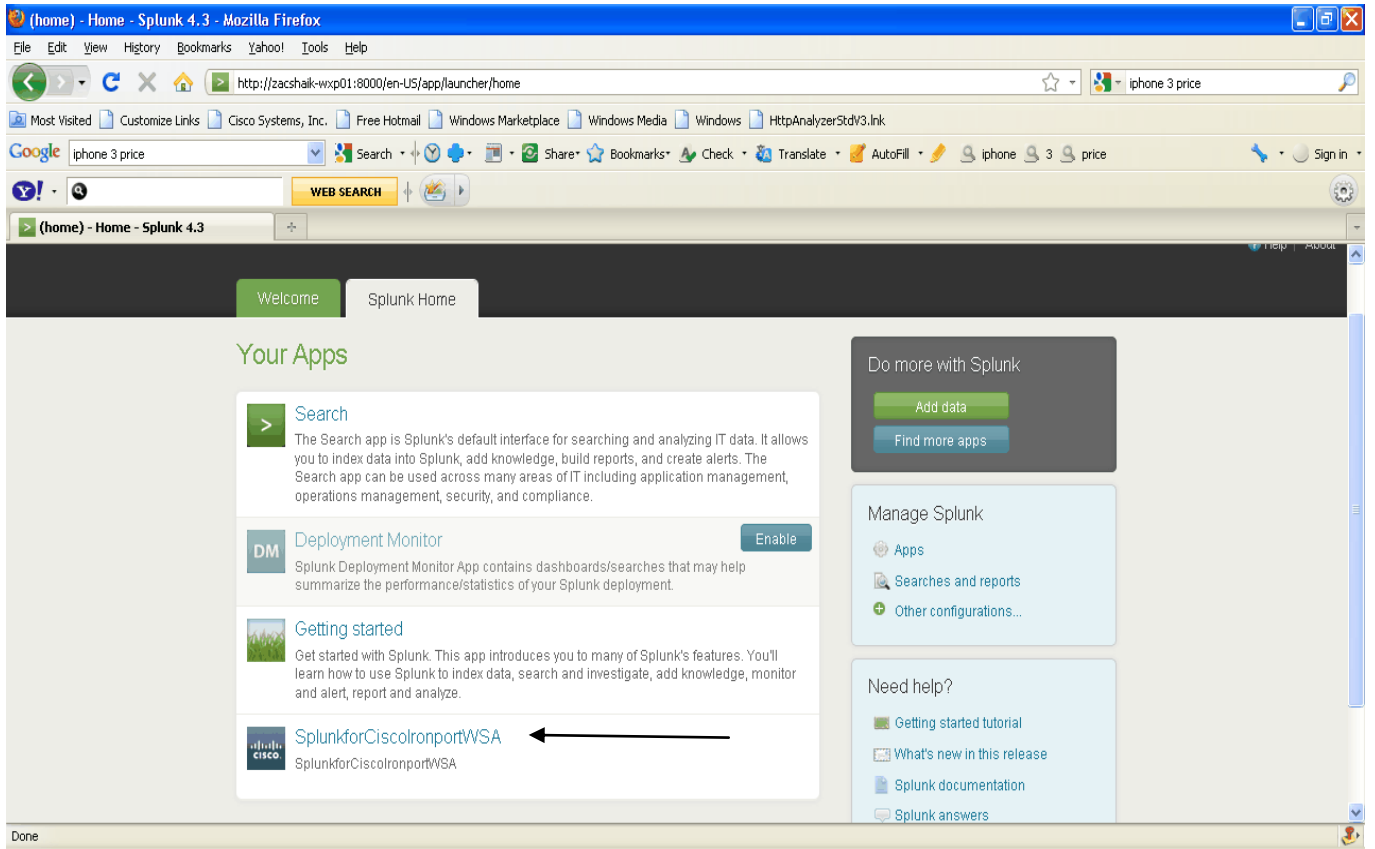 (home) - Home - Splunk 4.3 - Mozilla Firefox
File Edit View History Bookmarks Yahoo! Tools Help
http://zacshaik-wxp01:8000/en-US/app/launcher/home iphone 3 price
Most Visited Customize Links Cisco Systems, Inc. Free Hotmail Windows Marketplace Windows Media Windows HttpAnalyzerStdV3.lnk
Google iphone 3 price Search Share Bookmarks Check Translate AutoFill iphone 3 price Sign in
Y! WEB SEARCH
(home) - Home - Splunk 4.3
Help | About
Welcome Splunk Home
Your Apps
Search
The Search app is Splunk's default interface for searching and analyzing IT data. It allows
you to index data into Splunk, add knowledge, build reports, and create alerts. The
Search app can be used across many areas of IT including application management,
operations management, security, and compliance.
DM Deployment Monitor Enable
Splunk Deployment Monitor App contains dashboards/searches that may help
summarize the performance/statistics of your Splunk deployment.
Getting started
Get started with Splunk. This app introduces you to many of Splunk's features. You'll
learn how to use Splunk to index data, search and investigate, add knowledge, monitor
and alert, report and analyze.
CISCO SplunkforCiscoIronportWSA
SplunkforCiscoIronportWSA
Do more with Splunk
Add data
Find more apps
Manage Splunk
Apps
Searches and reports
Other configurations...
Need help?
Getting started tutorial
What's new in this release
Splunk documentation
Splunk answers
Done